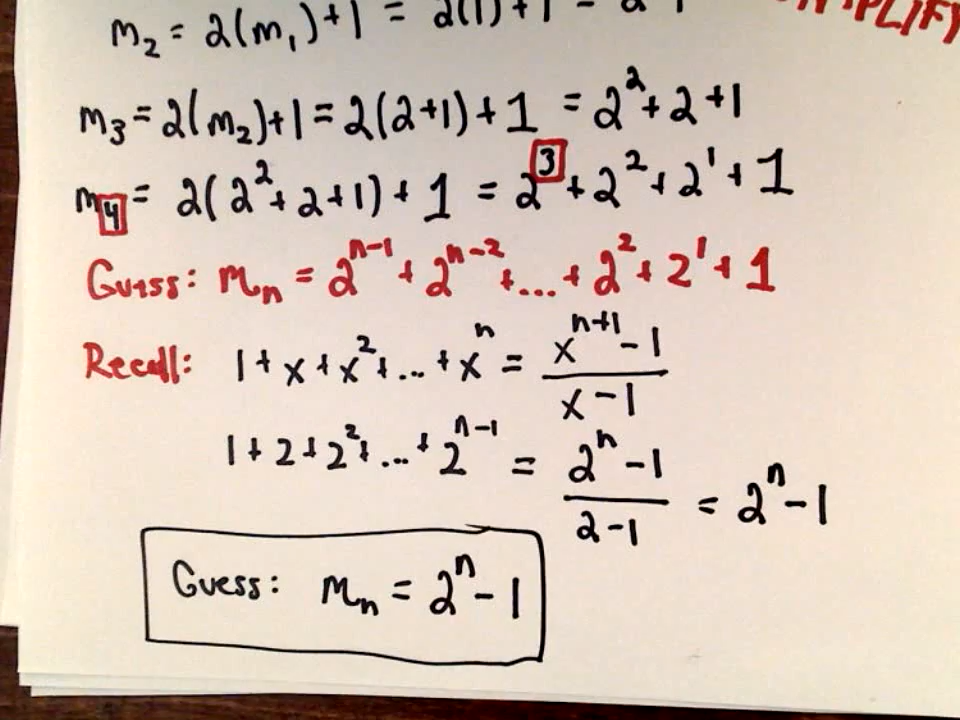 m₂ = 2(m₁)+1 = 2(1)+1 = 2+1
m₃ = 2(m₂)+1 = 2(2+1)+1 = 2²+2+1
m₄ = 2(2²+2+1)+1 = 2³+2²+2¹+1
Guess: mₙ = 2ⁿ⁻¹+2ⁿ⁻²+...+2²+2¹+1
Recall: 1+x+x²+...+xⁿ = (xⁿ⁺¹-1)/(x-1)
1+2+2²+...+2ⁿ⁻¹ = (2ⁿ-1)/(2-1) = 2ⁿ-1
Guess: mₙ = 2ⁿ-1